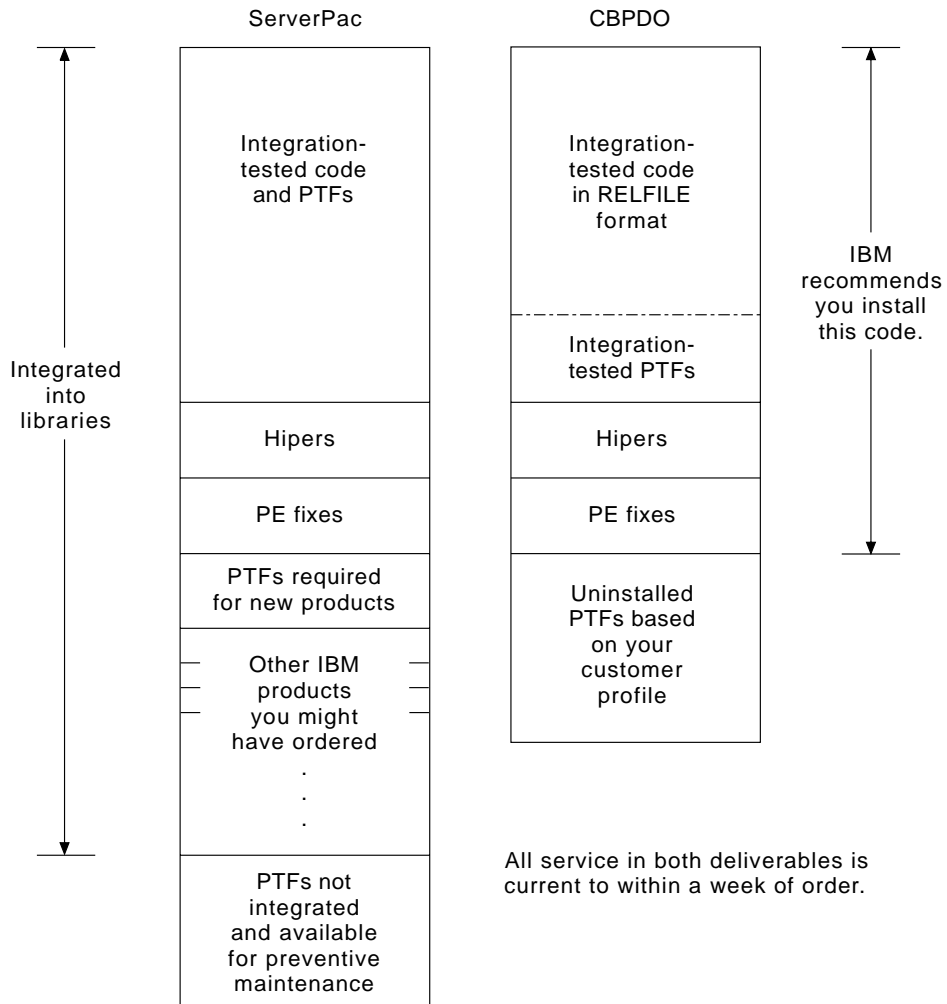 ServerPac
CBPDO
Integrated
into
libraries
Integration-
tested code
and PTFs
Hipers
PE fixes
PTFs required
for new products
Other IBM
products
you might
have ordered
.
.
.
PTFs not
integrated
and available
for preventive
maintenance
Integration-
tested code
in RELFILE
format
Integration-
tested PTFs
Hipers
PE fixes
Uninstalled
PTFs based
on your
customer
profile
IBM
recommends
you install
this code.
All service in both deliverables is
current to within a week of order.